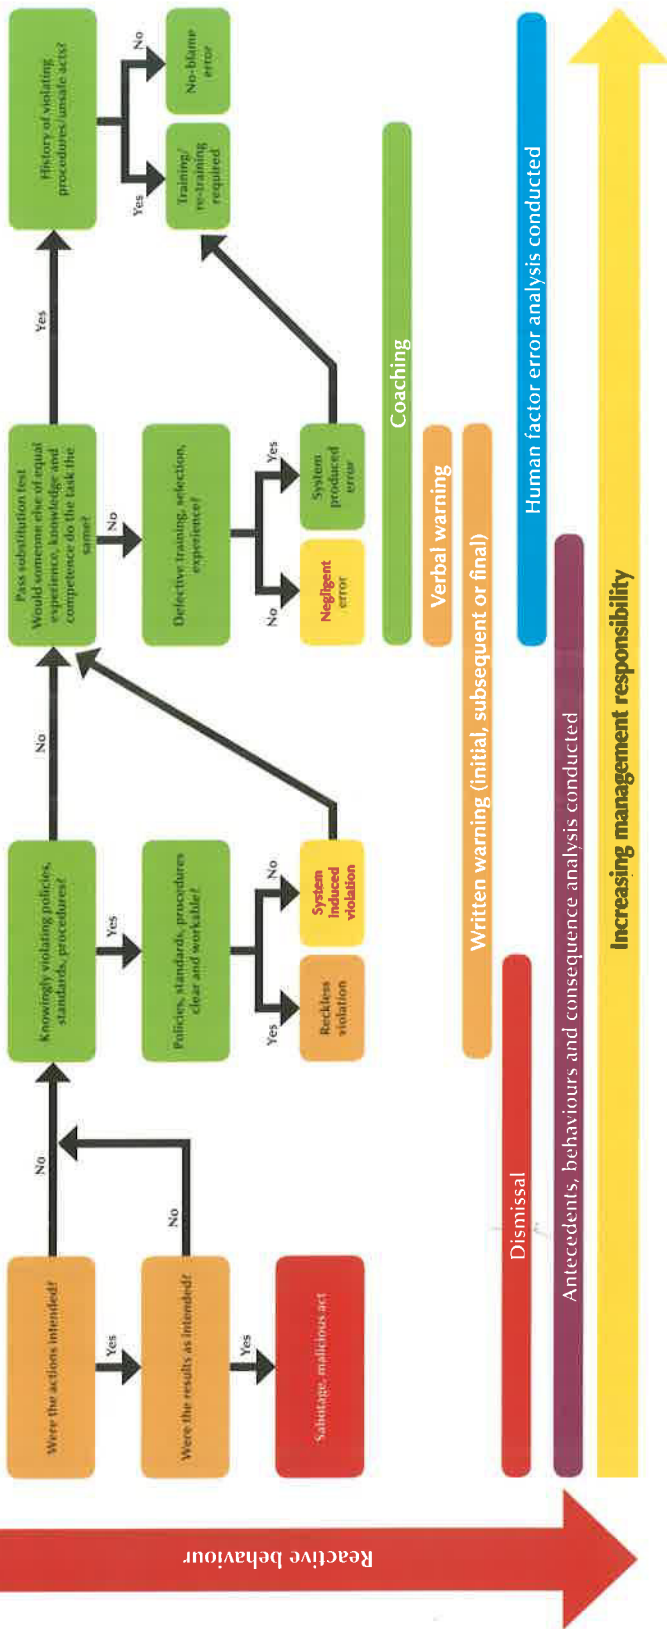 Were the actions intended?
No
Knowingly violating policies,
standards, procedures?
No
Pass substitution test
Would someone else of equal
experience, knowledge and
competence do the task the
same?
Yes
History of violating
procedures/unsafe acts?
Yes
Yes
No
Yes
No
Were the results as intended?
No
Policies, standards, procedures
clear and workable?
Defective training, selection,
experience?
Training/
re-training
required
No-blame
error
Yes
Yes
No
No
Yes
Sabotage, malicious act
Reckless
violation
System
induced
violation
Negligent
error
System
produced
error
Coaching
Verbal warning
Written warning (initial, subsequent or final)
Dismissal
Human factor error analysis conducted
Antecedents, behaviours and consequence analysis conducted
Increasing management responsibility
Reactive behaviour